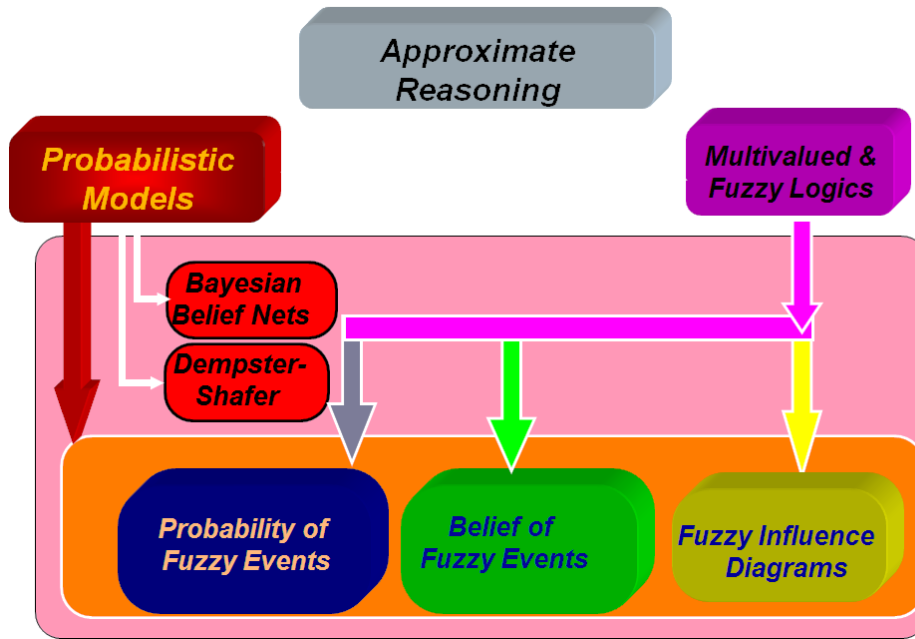 Approximate
Reasoning
Probabilistic
Models
Multivalued &
Fuzzy Logics
Bayesian
Belief Nets
Dempster-
Shafer
Probability of
Fuzzy Events
Belief of
Fuzzy Events
Fuzzy Influence
Diagrams